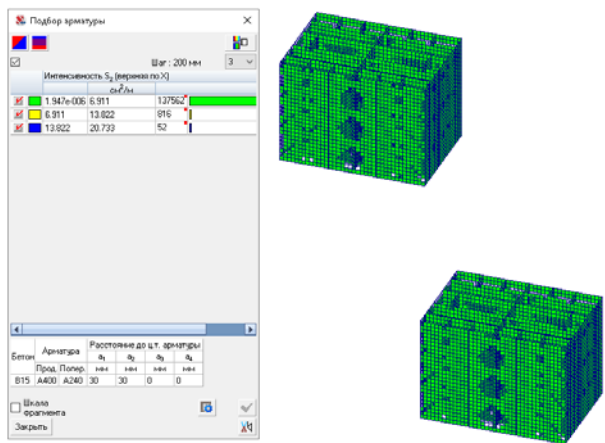 Подбор арматуры
Шаг : 200 мм 3
Интенсивность S2 (верхняя по X)
см²/м
1.947e-006 6.911 137562
6.911 13.822 816
13.822 20.733 52
Бетон Арматура Расстояние до ц.т. арматуры
a1 a2 a3 a4
Прод. Попер. мм мм мм мм
B15 A400 A240 30 30 0 0
Шкала
фрагмента
Закрыть